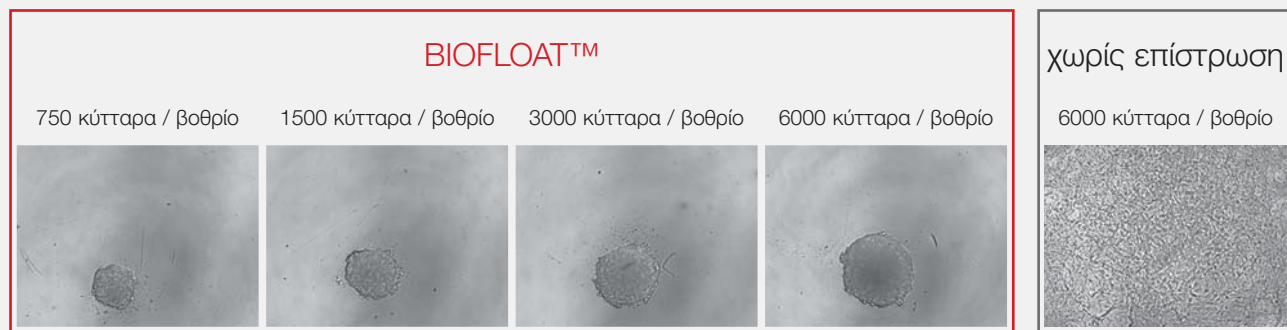 BIOFLOAT™
750 κύτταρα / βοθρίο
1500 κύτταρα / βοθρίο
3000 κύτταρα / βοθρίο
6000 κύτταρα / βοθρίο
χωρίς επίστρωση
6000 κύτταρα / βοθρίο